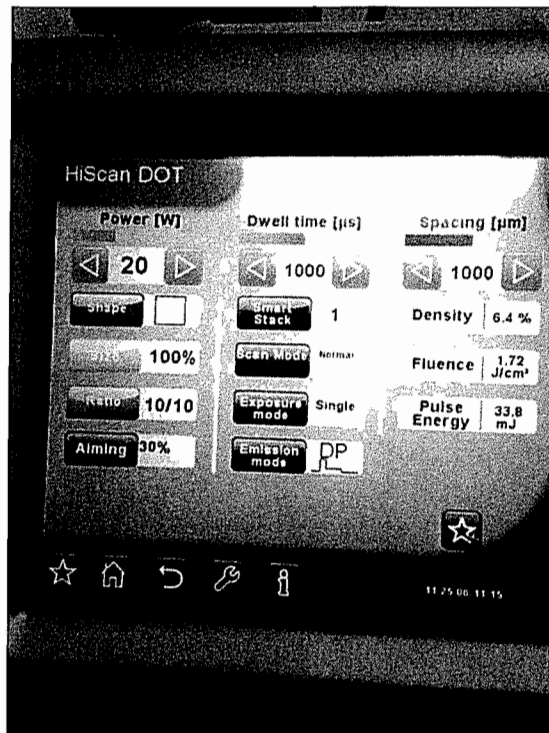 HiScan DOT
Power [W]
20
Shape
Size 100%
Ratio 10/10
Aiming 30%
Dwell time [µs]
1000
Smart Stack 1
Scan Mode Normal
Exposure mode Single
Emission mode DP
Spacing [µm]
1000
Density 6.4 %
Fluence 1.72 J/cm²
Pulse Energy 33.8 mJ